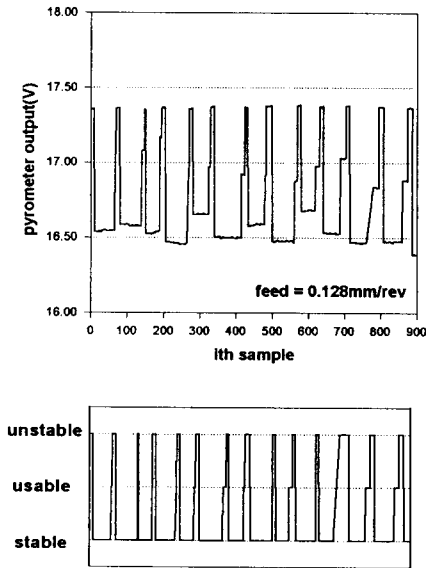 18.00
17.50
17.00
16.50
16.00
pyrometer output(V)
feed = 0.128mm/rev
0 100 200 300 400 500 600 700 800 900
Ith sample
unstable
usable
stable